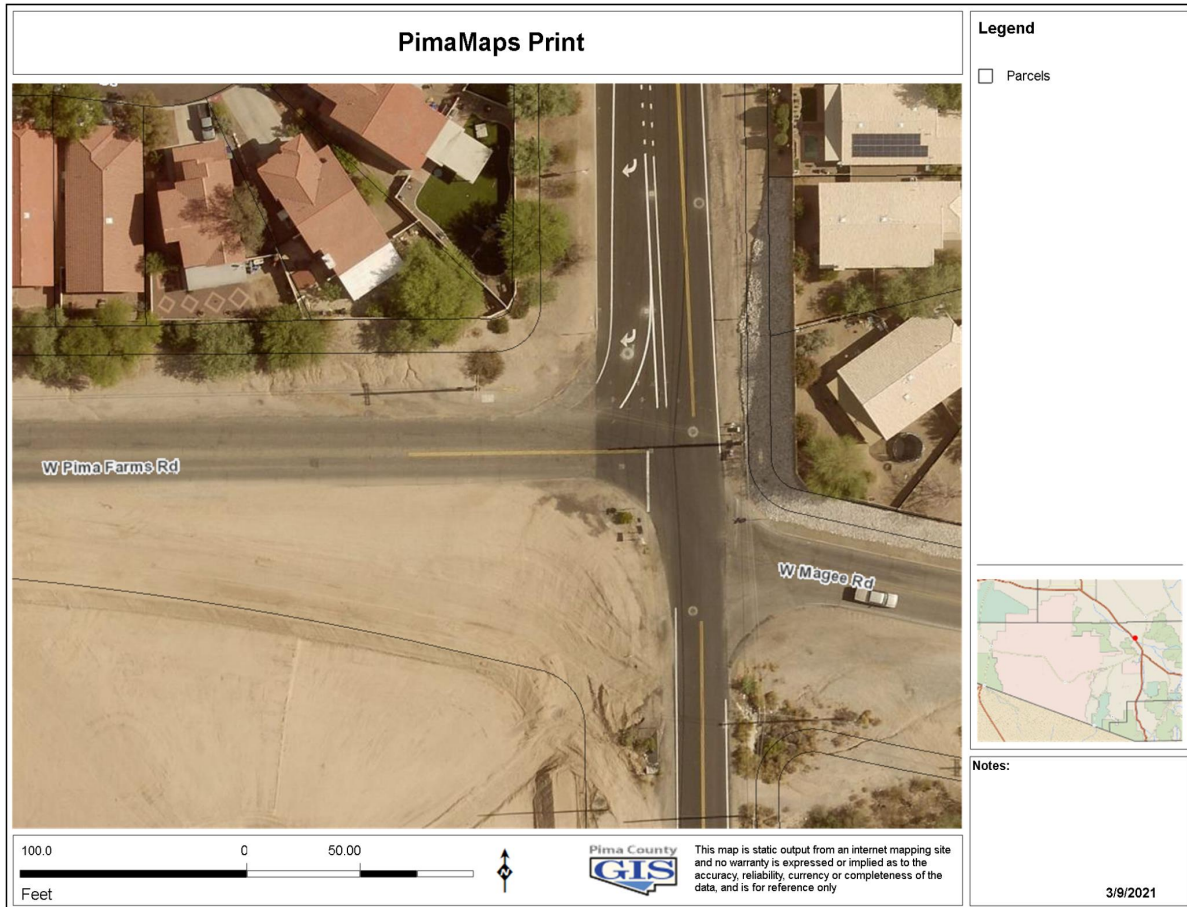 PimaMaps Print
Legend
Parcels
W Pima Farms Rd
W Magee Rd
Notes:
3/9/2021
100.0
0
50.00
Feet
N
Pima County
GIS
This map is static output from an internet mapping site
and no warranty is expressed or implied as to the
accuracy, reliability, currency or completeness of the
data, and is for reference only